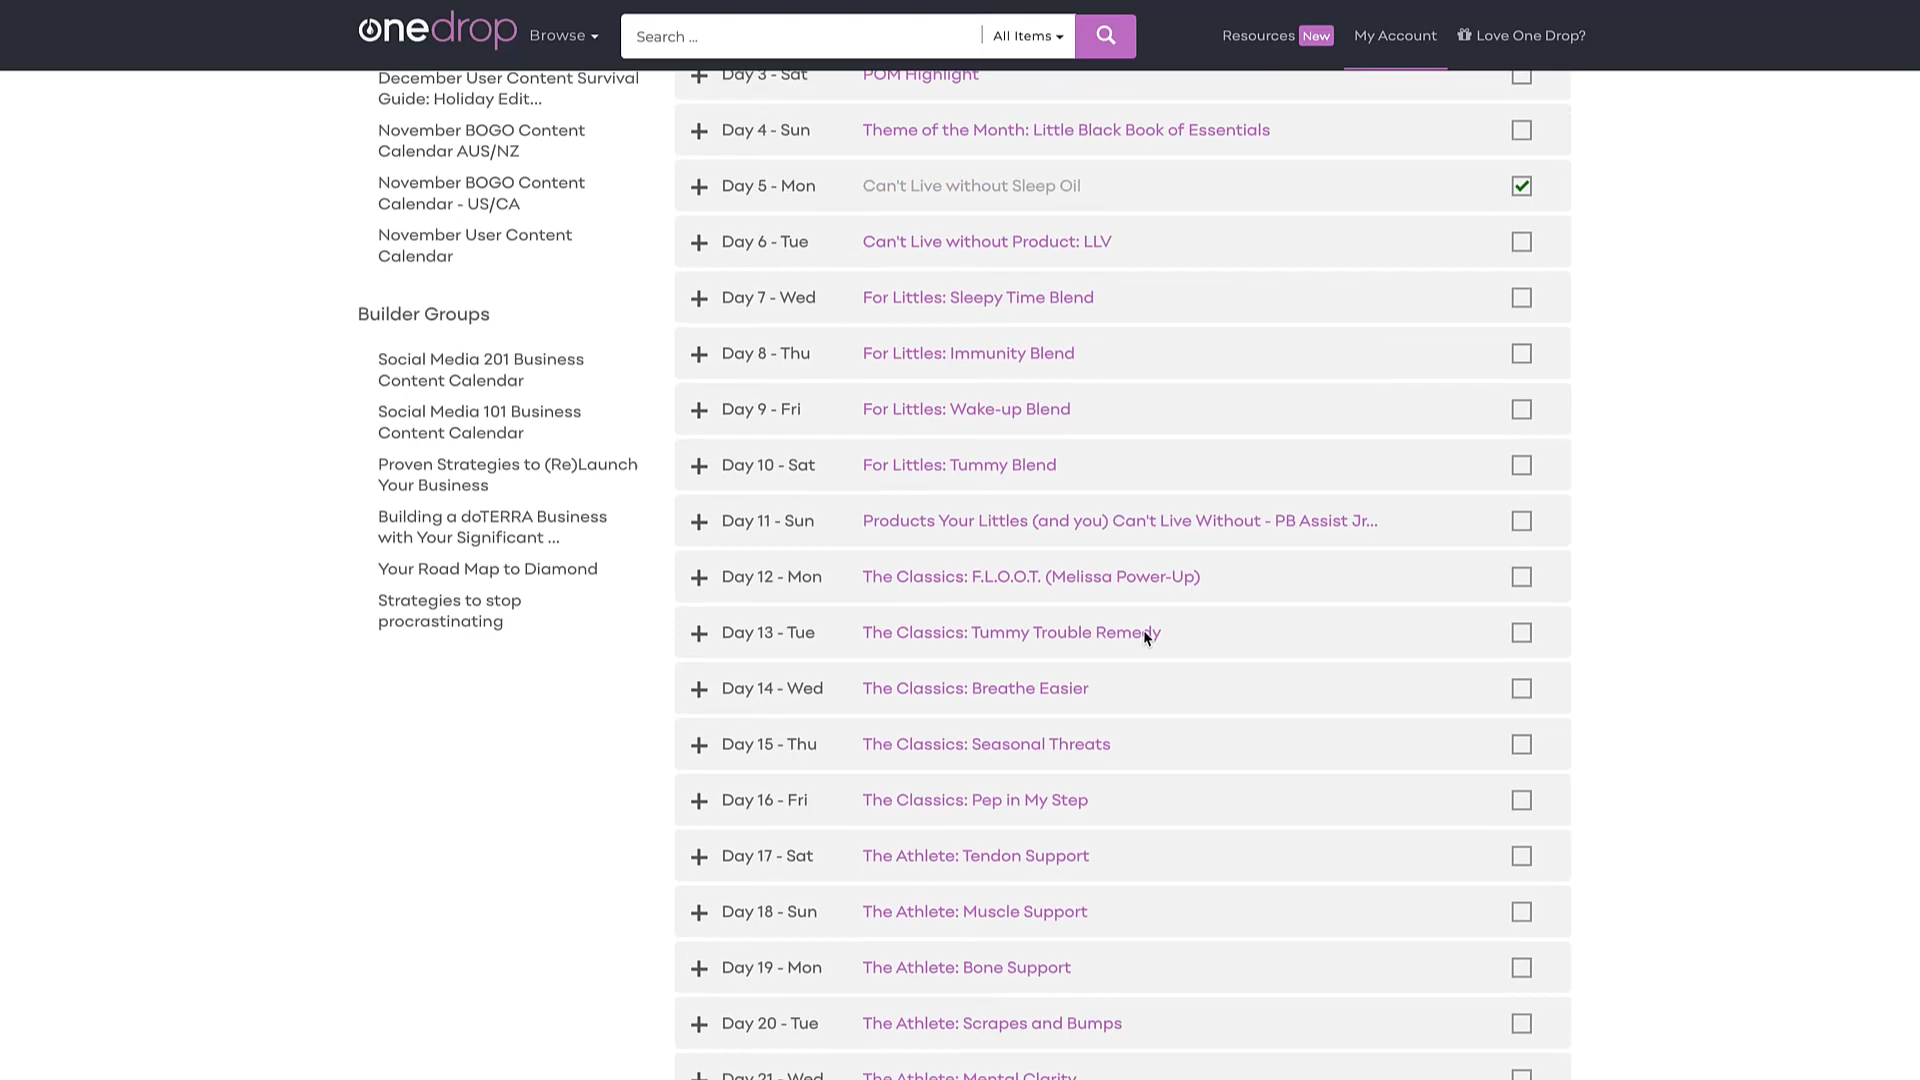 onedrop
Browse
Search ...
All Items
Resources New
My Account
Love One Drop?
December User Content Survival
Guide: Holiday Edit...
November BOGO Content
Calendar AUS/NZ
November BOGO Content
Calendar - US/CA
November User Content
Calendar
Builder Groups
Social Media 201 Business
Content Calendar
Social Media 101 Business
Content Calendar
Proven Strategies to (Re)Launch
Your Business
Building a doTERRA Business
with Your Significant ...
Your Road Map to Diamond
Strategies to stop
procrastinating
Day 3 - Sat POM Highlight
Day 4 - Sun Theme of the Month: Little Black Book of Essentials
Day 5 - Mon Can't Live without Sleep Oil
Day 6 - Tue Can't Live without Product: LLV
Day 7 - Wed For Littles: Sleepy Time Blend
Day 8 - Thu For Littles: Immunity Blend
Day 9 - Fri For Littles: Wake-up Blend
Day 10 - Sat For Littles: Tummy Blend
Day 11 - Sun Products Your Littles (and you) Can't Live Without - PB Assist Jr...
Day 12 - Mon The Classics: F.L.O.O.T. (Melissa Power-Up)
Day 13 - Tue The Classics: Tummy Trouble Remedy
Day 14 - Wed The Classics: Breathe Easier
Day 15 - Thu The Classics: Seasonal Threats
Day 16 - Fri The Classics: Pep in My Step
Day 17 - Sat The Athlete: Tendon Support
Day 18 - Sun The Athlete: Muscle Support
Day 19 - Mon The Athlete: Bone Support
Day 20 - Tue The Athlete: Scrapes and Bumps
Day 21 - Wed The Athlete: Mental Clarity